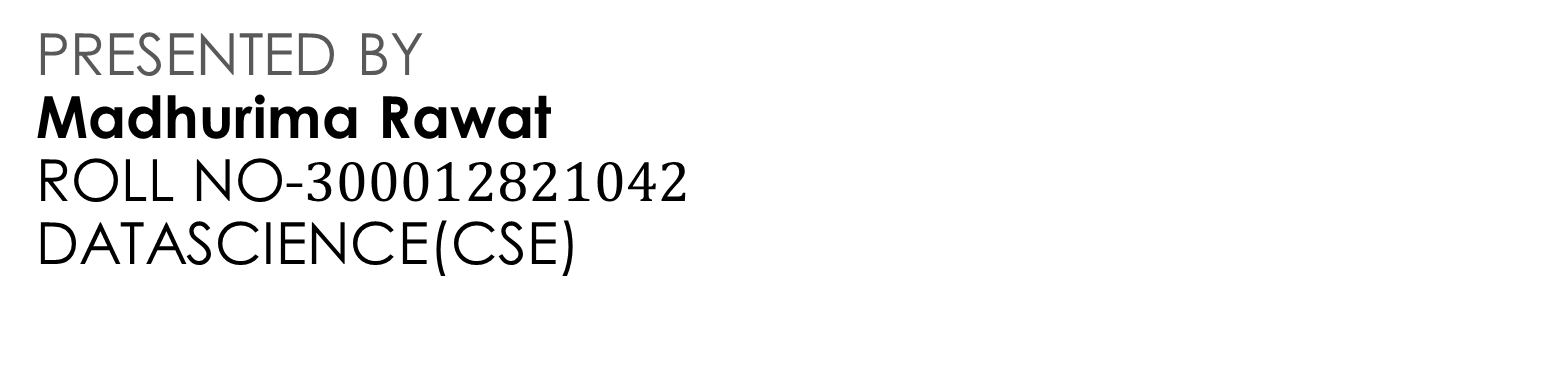 PRESENTED BY
Madhurima Rawat
ROLL NO-300012821042
DATASCIENCE(CSE)